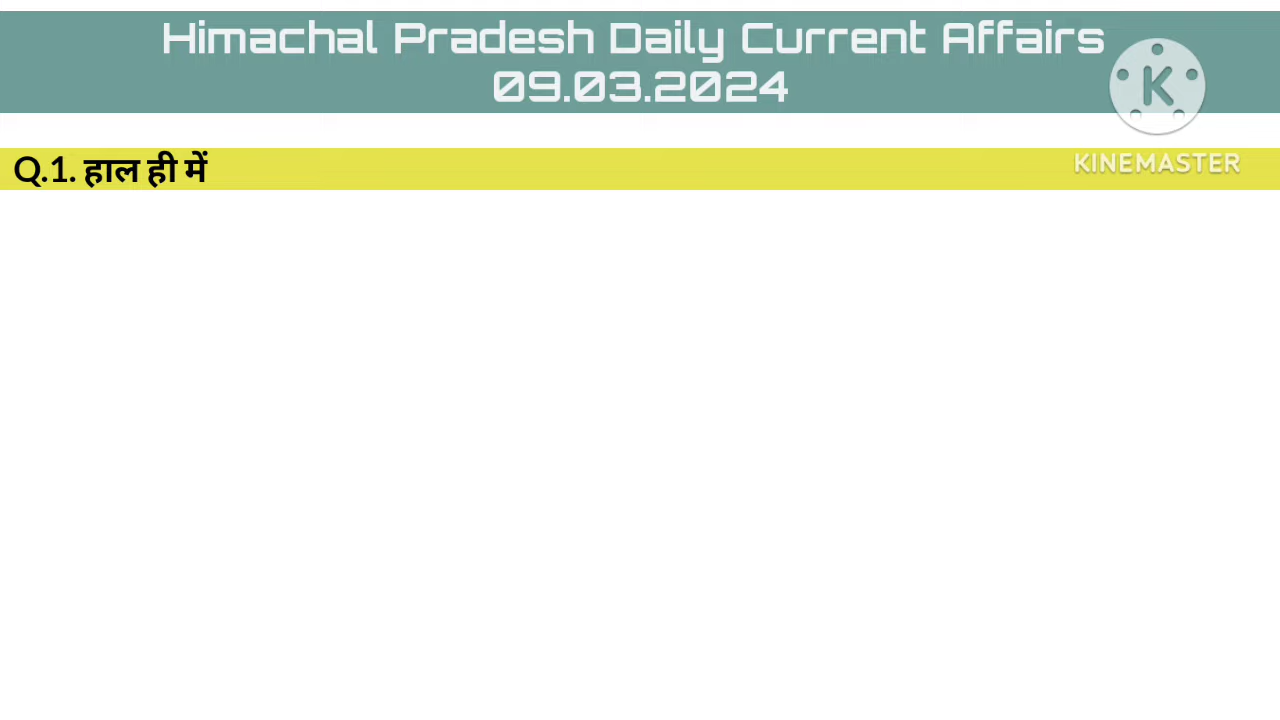 Himachal Pradesh Daily Current Affairs
09.03.2024
K
KINEMASTER
Q.1. हाल ही में